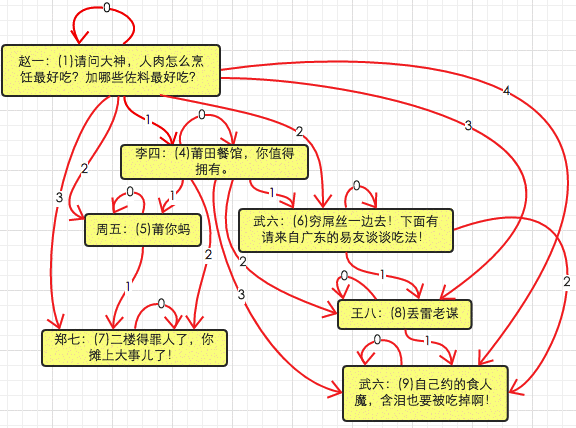 0
赵一：(1)请问大神，人肉怎么烹
饪最好吃？加哪些佐料最好吃？
4
1
0
3
2
李四：(4)莆田餐馆，你值得
拥有。
2
3
0
1
1
0
周五：(5)莆你蚂
武六：(6)穷屌丝一边去！下面有
请来自广东的易友谈谈吃法！
2
2
1
0
1
2
3
0
王八：(8)丢雷老谋
郑七：(7)二楼得罪人了，你
摊上大事儿了！
0
1
武六：(9)自己约的食人
魔，含泪也要被吃掉啊！